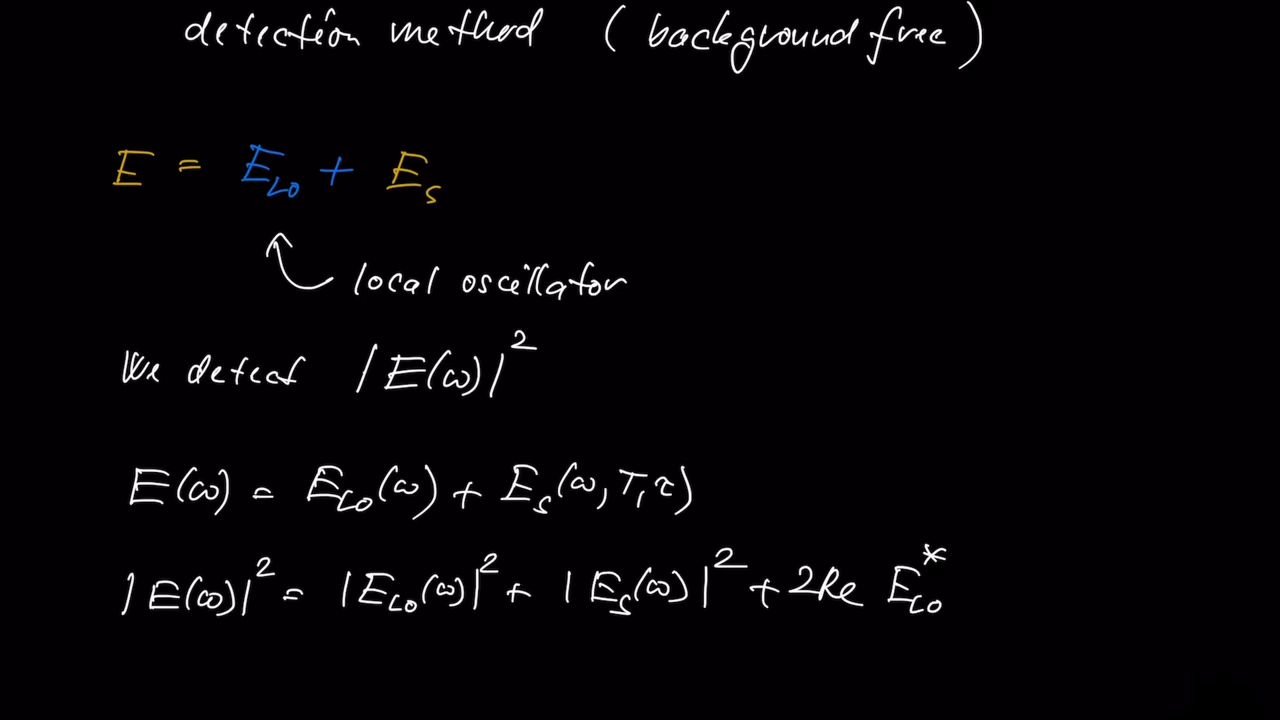 detection method (background free)
E = E_LO + E_s
local oscillator
We detect |E(ω)|²
E(ω) = E_LO(ω) + E_s(ω, T, τ)
|E(ω)|² = |E_LO(ω)|² + |E_s(ω)|² + 2Re E_LO^*